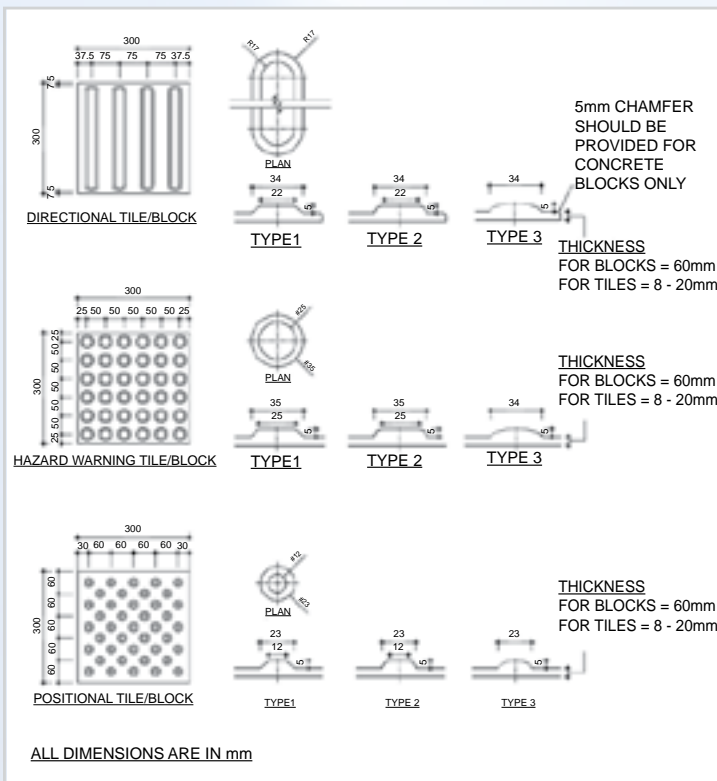 300
37.5 75 75 75 37.5
7.5
300
7.5
DIRECTIONAL TILE/BLOCK
R17
R17
PLAN
34
22
5
TYPE1
34
22
5
TYPE 2
34
5
TYPE 3
5mm CHAMFER
SHOULD BE
PROVIDED FOR
CONCRETE
BLOCKS ONLY
THICKNESS
FOR BLOCKS = 60mm
FOR TILES = 8 - 20mm
300
25 50 50 50 50 50 25
25
50
50
50
50
50
25
300
HAZARD WARNING TILE/BLOCK
#25
#35
PLAN
35
25
5
TYPE1
35
25
5
TYPE 2
34
5
TYPE 3
THICKNESS
FOR BLOCKS = 60mm
FOR TILES = 8 - 20mm
300
30 60 60 60 60 30
60
60
60
60
60
300
POSITIONAL TILE/BLOCK
#12
#23
PLAN
23
12
5
TYPE1
23
12
5
TYPE 2
23
5
TYPE 3
THICKNESS
FOR BLOCKS = 60mm
FOR TILES = 8 - 20mm
ALL DIMENSIONS ARE IN mm